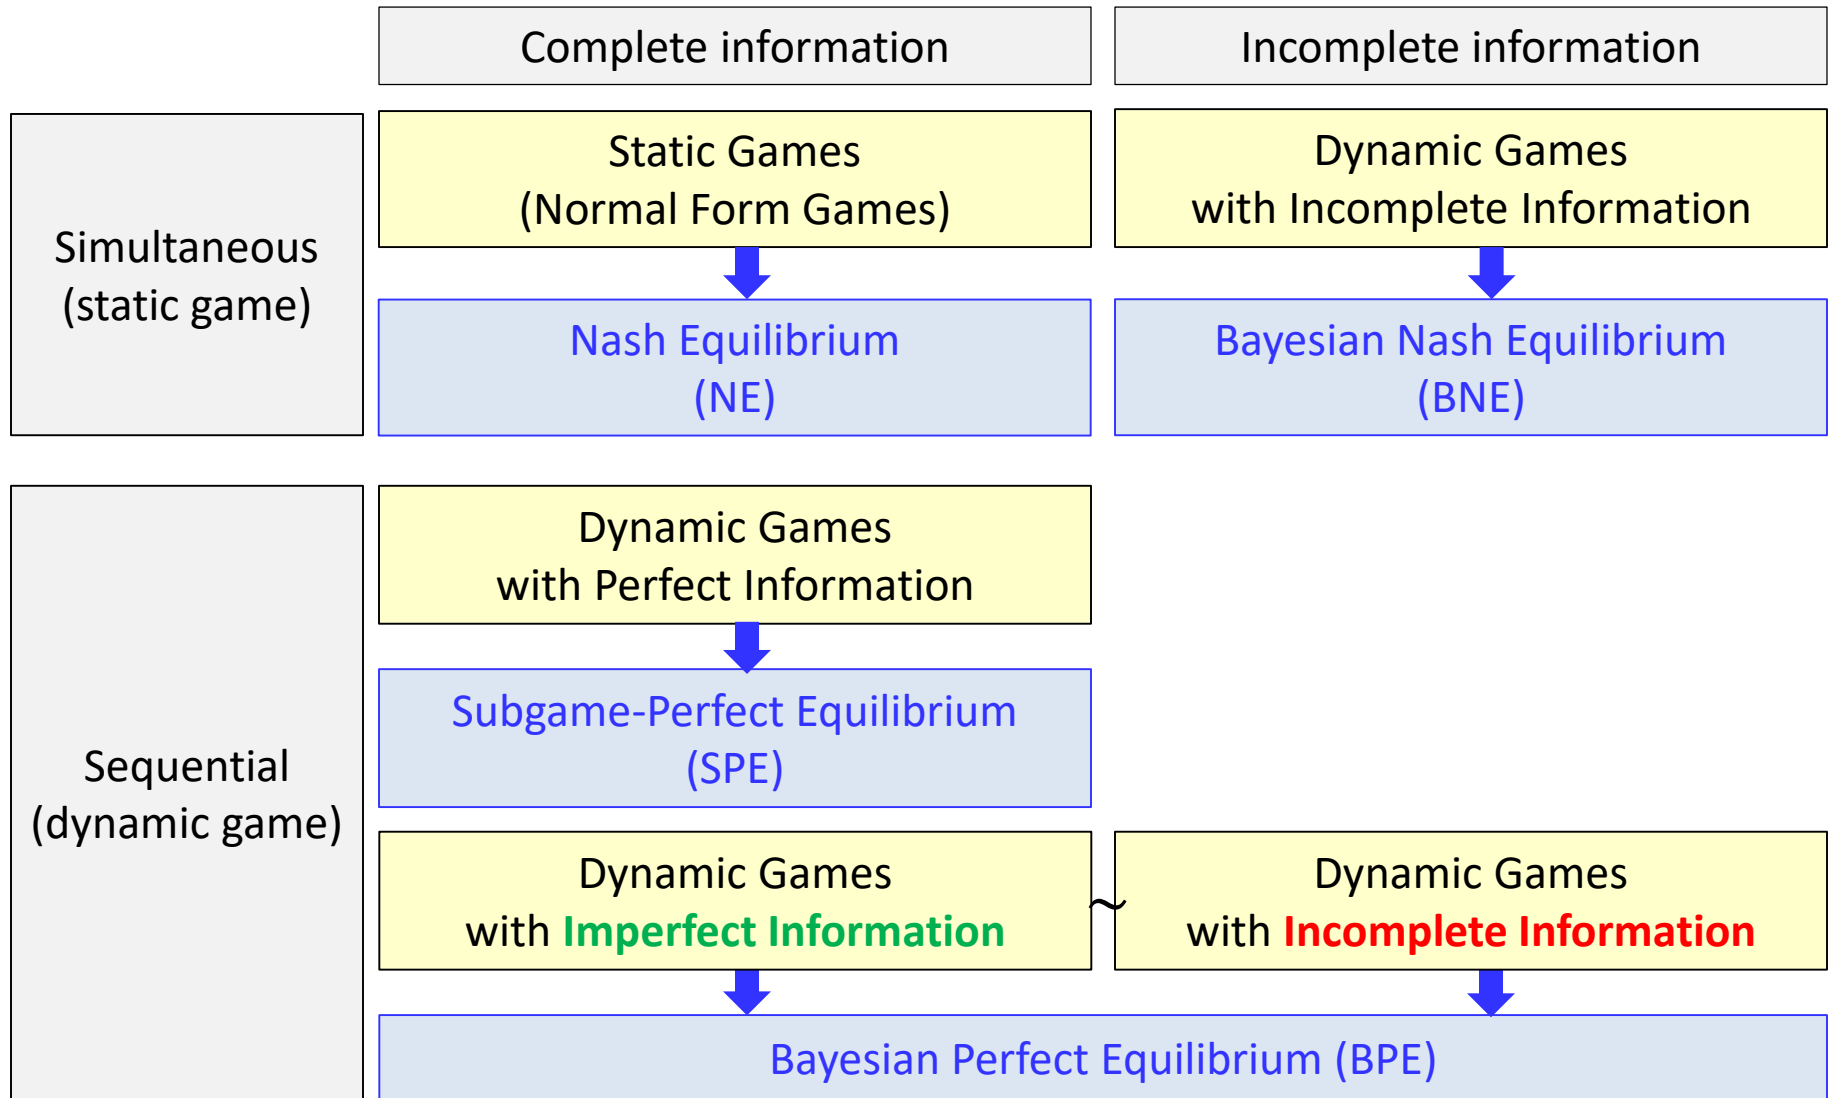 Complete information
Incomplete information
Simultaneous
(static game)
Static Games
(Normal Form Games)
Dynamic Games
with Incomplete Information
Nash Equilibrium
(NE)
Bayesian Nash Equilibrium
(BNE)
Sequential
(dynamic game)
Dynamic Games
with Perfect Information
Subgame-Perfect Equilibrium
(SPE)
Dynamic Games
with Imperfect Information
~
Dynamic Games
with Incomplete Information
Bayesian Perfect Equilibrium (BPE)